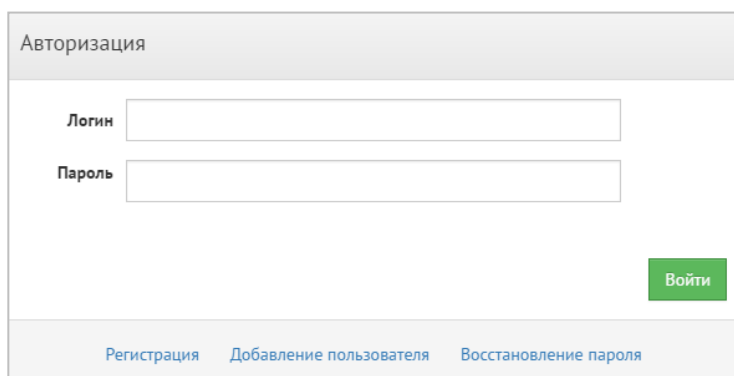 Авторизация
Логин
Пароль
Войти
Регистрация Добавление пользователя Восстановление пароля